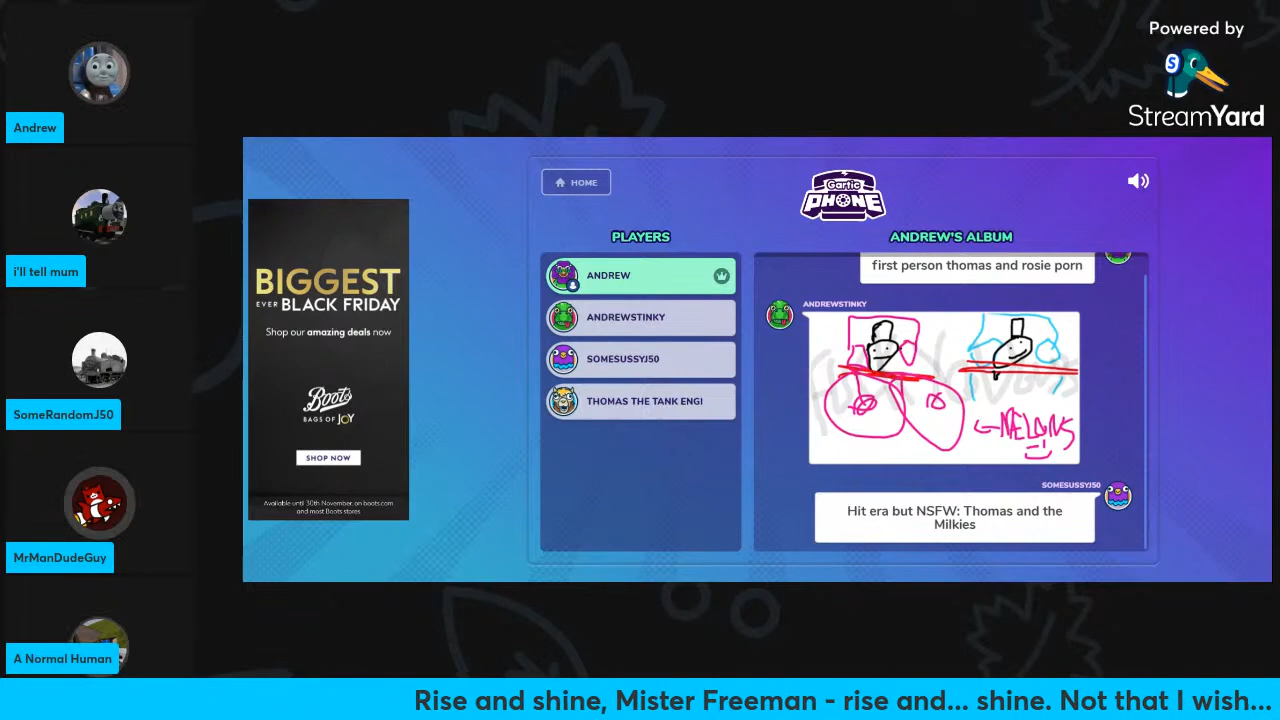 Powered by
StreamYard
Andrew
i'll tell mum
SomeRandomJ50
MrManDudeGuy
A Normal Human
BIGGEST
EVER BLACK FRIDAY
Shop our amazing deals now
Boots
BAGS OF JOY
SHOP NOW
Available until 30th November, on boots.com
and most Boots stores
HOME
Gartic
PHONE
PLAYERS
ANDREW
ANDREWSTINKY
SOMESUSSYJ50
THOMAS THE TANK ENGI
ANDREW'S ALBUM
first person thomas and rosie porn
ANDREWSTINKY
MELONS
SOMESUSSYJ50
Hit era but NSFW: Thomas and the
Milkies
Rise and shine, Mister Freeman - rise and... shine. Not that I wish...